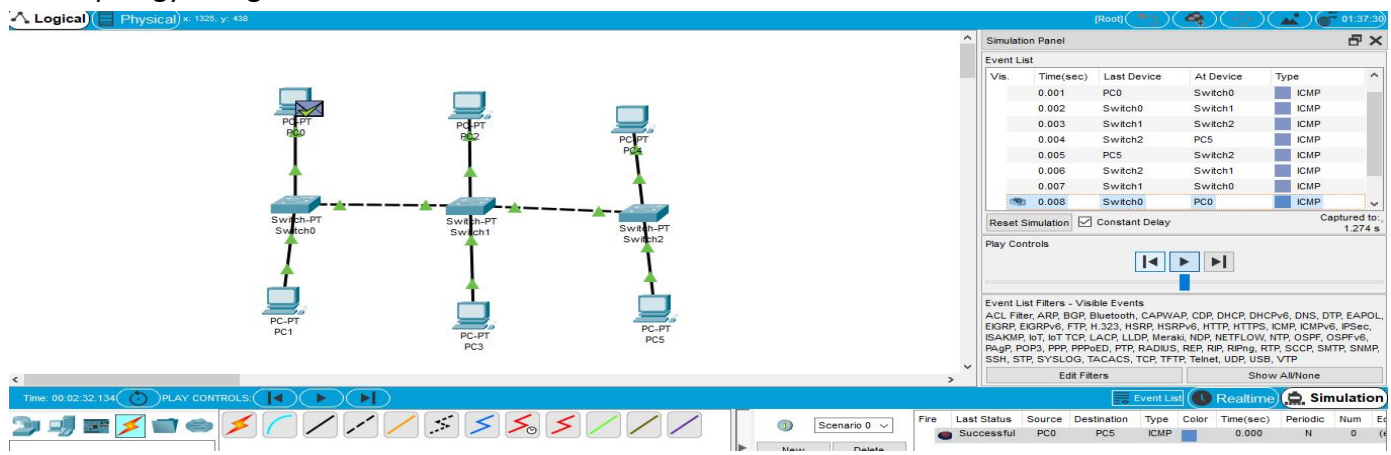 Logical Physical x: 1325, y: 438 [Root] 01:37:30
Simulation Panel
Event List
Vis. Time(sec) Last Device At Device Type
0.001 PC0 Switch0 ICMP
0.002 Switch0 Switch1 ICMP
0.003 Switch1 Switch2 ICMP
0.004 Switch2 PC5 ICMP
0.005 PC5 Switch2 ICMP
0.006 Switch2 Switch1 ICMP
0.007 Switch1 Switch0 ICMP
0.008 Switch0 PC0 ICMP
Reset Simulation Constant Delay Captured to:
1.274 s
Play Controls
Event List Filters - Visible Events
ACL Filter, ARP, BGP, Bluetooth, CAPWAP, CDP, DHCP, DHCPv6, DNS, DTP, EAPOL,
EIGRP, EIGRPv6, FTP, H.323, HSRP, HSRPv6, HTTP, HTTPS, ICMP, ICMPv6, IPSec,
ISAKMP, IoT, IoT TCP, LACP, LLDP, Meraki, NDP, NETFLOW, NTP, OSPF, OSPFv6,
PAgP, POP3, PPP, PPPoED, PTP, RADIUS, REP, RIP, RIPng, RTP, SCCP, SMTP, SNMP,
SSH, STP, SYSLOG, TACACS, TCP, TFTP, Telnet, UDP, USB, VTP
Edit Filters Show All/None
PC-PT
PC0
PC-PT
PC2
PC-PT
PC4
Switch-PT
Switch0
Switch-PT
Switch1
Switch-PT
Switch2
PC-PT
PC1
PC-PT
PC3
PC-PT
PC5
Time: 00:02:32.134 PLAY CONTROLS: Event List Realtime Simulation
Scenario 0
New Delete
Fire Last Status Source Destination Type Color Time(sec) Periodic Num
Successful PC0 PC5 ICMP 0.000 N 0